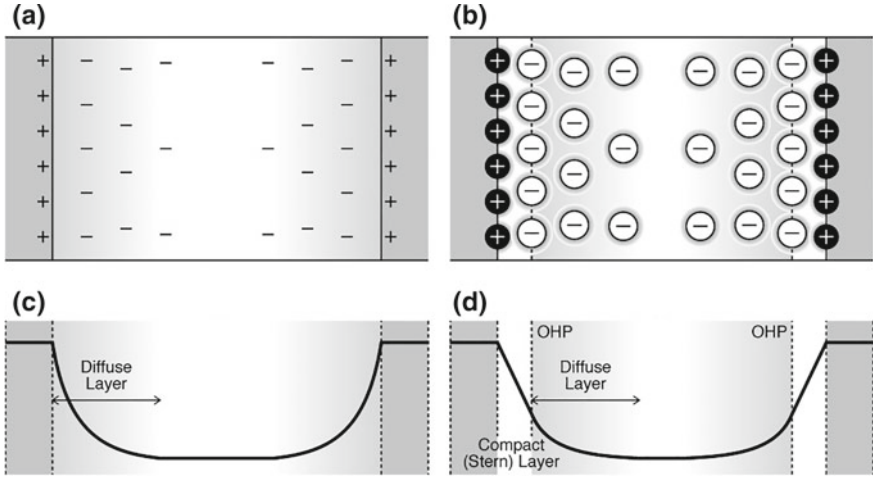 (a)
(b)
(c)
(d)
Diffuse
Layer
OHP
OHP
Diffuse
Layer
Compact
(Stern) Layer